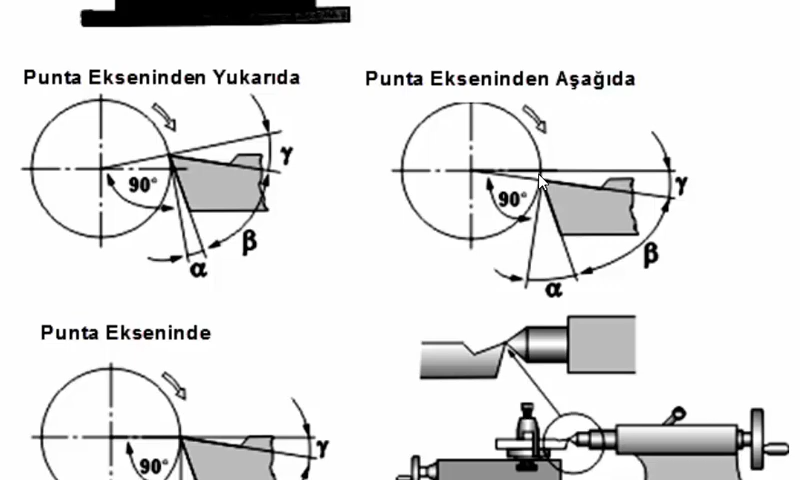 Punta Ekseninden Yukarıda
Punta Ekseninden Aşağıda
γ
90°
β
α
γ
90°
β
α
Punta Ekseninde
γ
90°